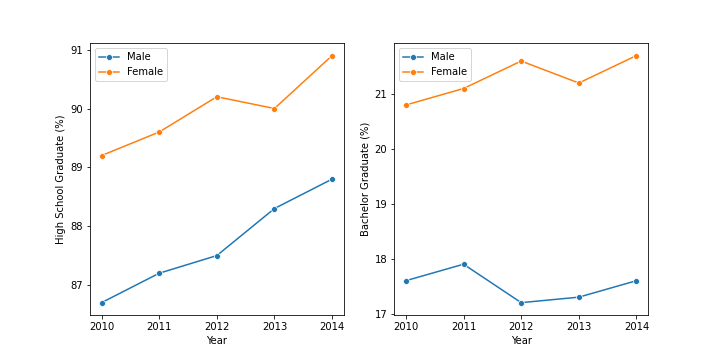 Male
Female
91
90
89
88
87
High School Graduate (%)
2010 2011 2012 2013 2014
Year
Male
Female
21
20
19
18
17
Bachelor Graduate (%)
2010 2011 2012 2013 2014
Year